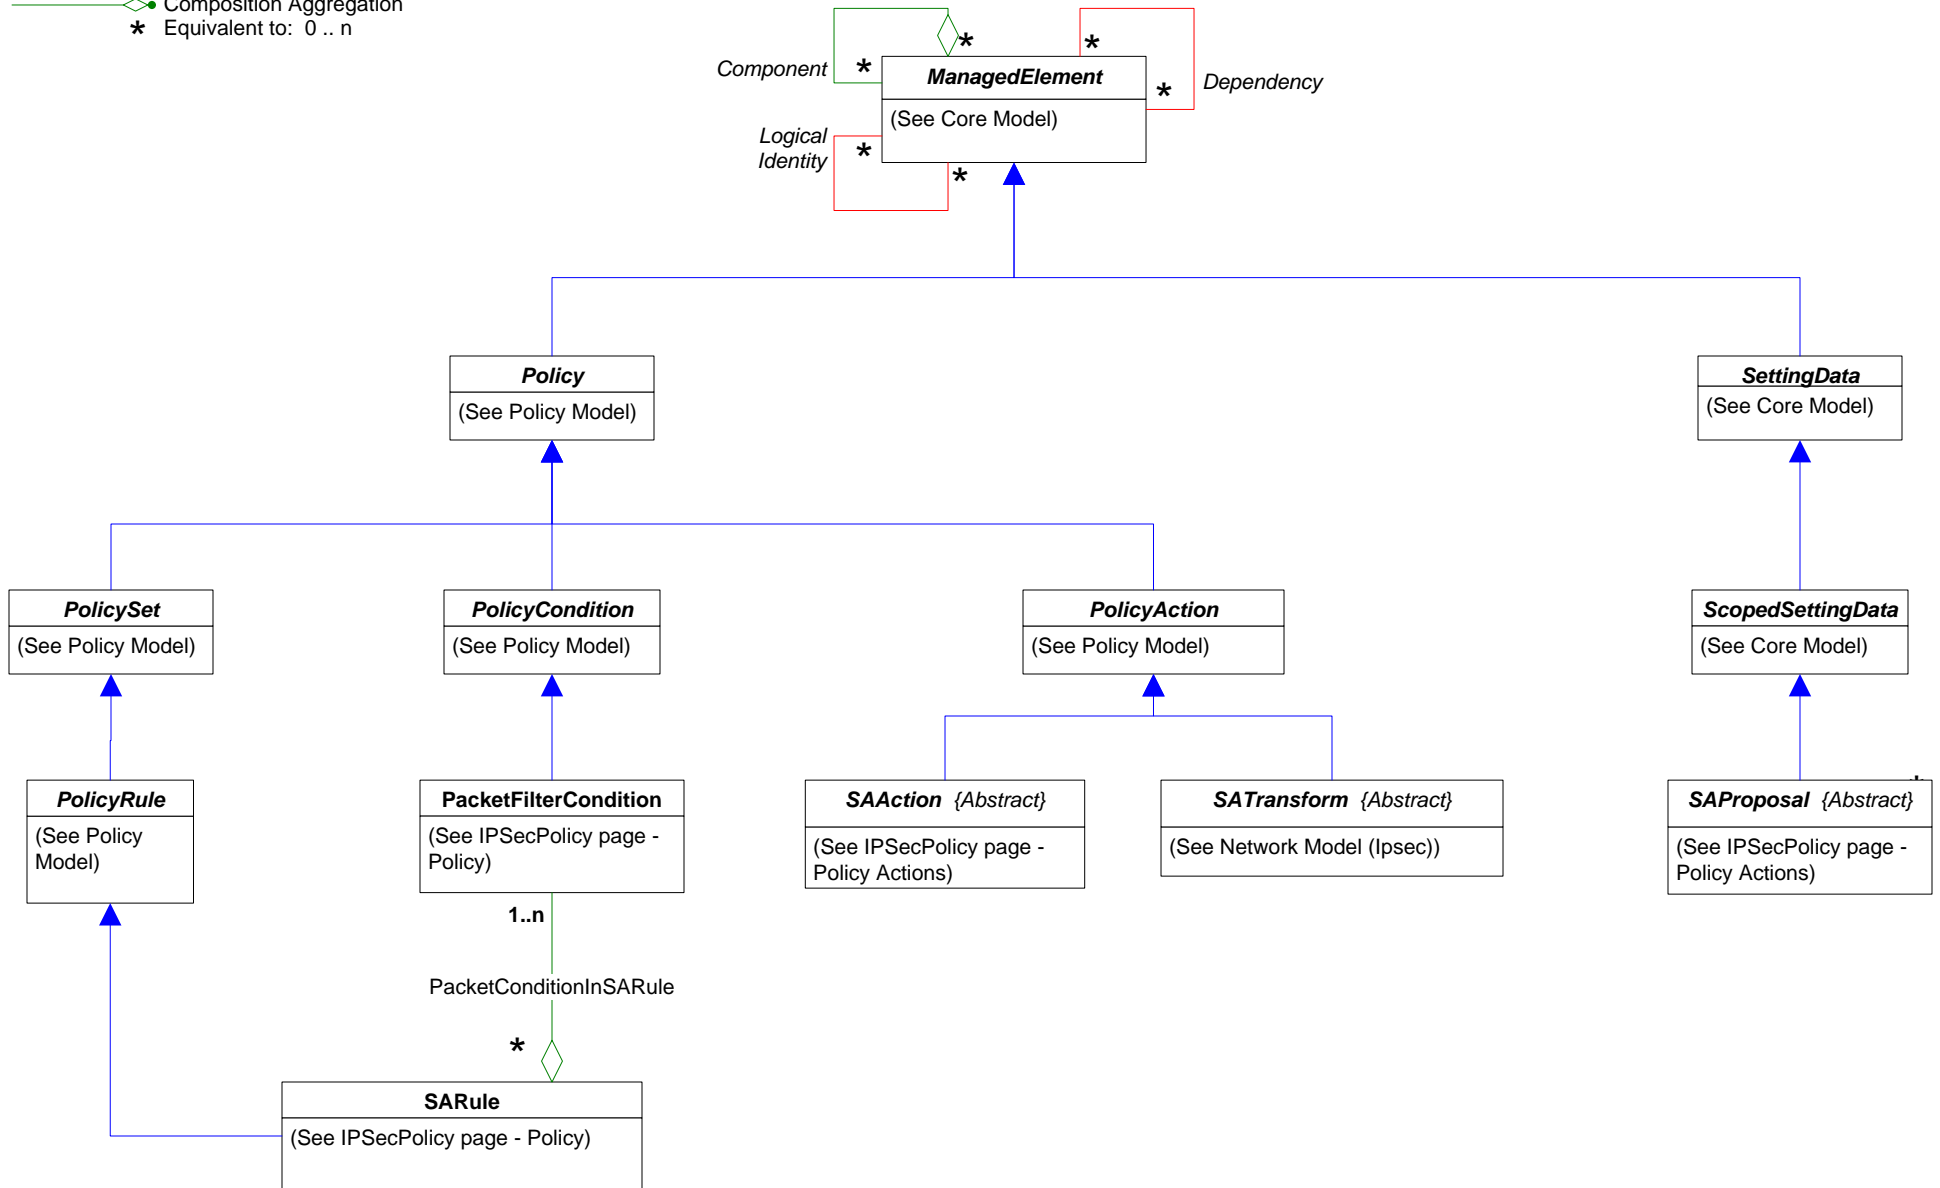 Composition Aggregation
* Equivalent to: 0 .. n
*
*
*
Component
ManagedElement
*
Dependency
(See Core Model)
Logical
Identity
*
*
Policy
(See Policy Model)
SettingData
(See Core Model)
PolicySet
(See Policy Model)
PolicyCondition
(See Policy Model)
PolicyAction
(See Policy Model)
ScopedSettingData
(See Core Model)
PolicyRule
(See Policy
Model)
PacketFilterCondition
(See IPSecPolicy page -
Policy)
SAAction {Abstract}
(See IPSecPolicy page -
Policy Actions)
SATransform {Abstract}
(See Network Model (Ipsec))
*
SAProposal {Abstract}
(See IPSecPolicy page -
Policy Actions)
1..n
PacketConditionInSARule
*
SARule
(See IPSecPolicy page - Policy)